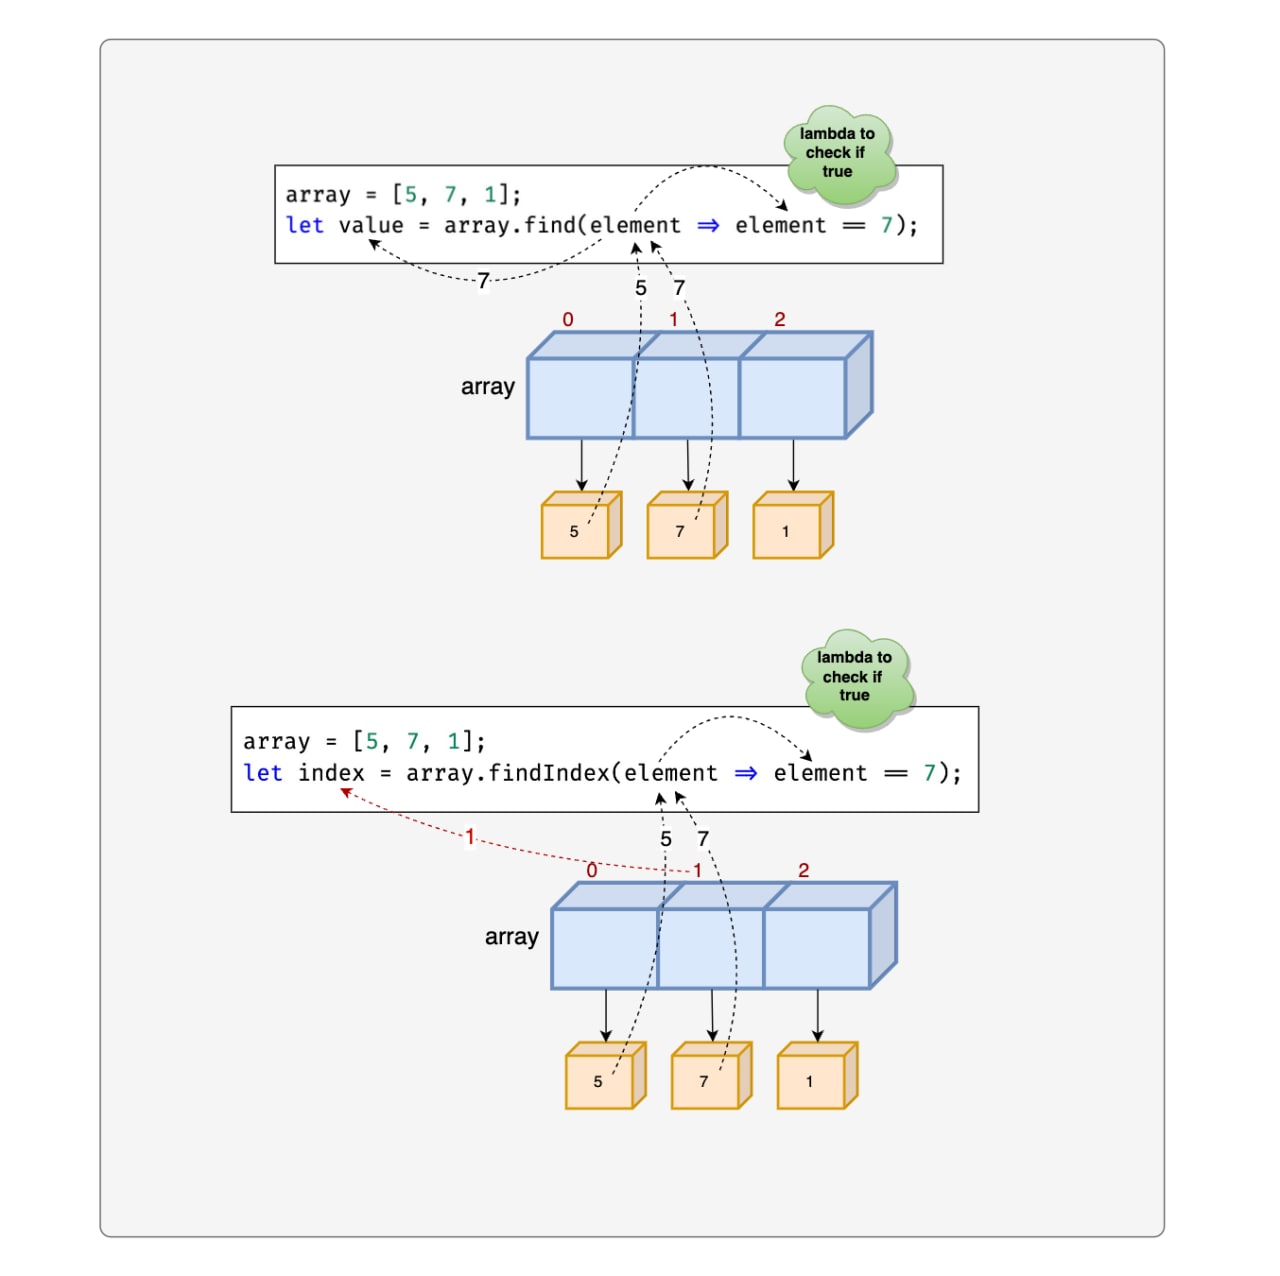 lambda to
check if
true
array = [5, 7, 1];
let value = array.find(element => element == 7);
7
5 7
0 1 2
array
5 7 1
lambda to
check if
true
array = [5, 7, 1];
let index = array.findIndex(element => element == 7);
1
5 7
0 1 2
array
5 7 1